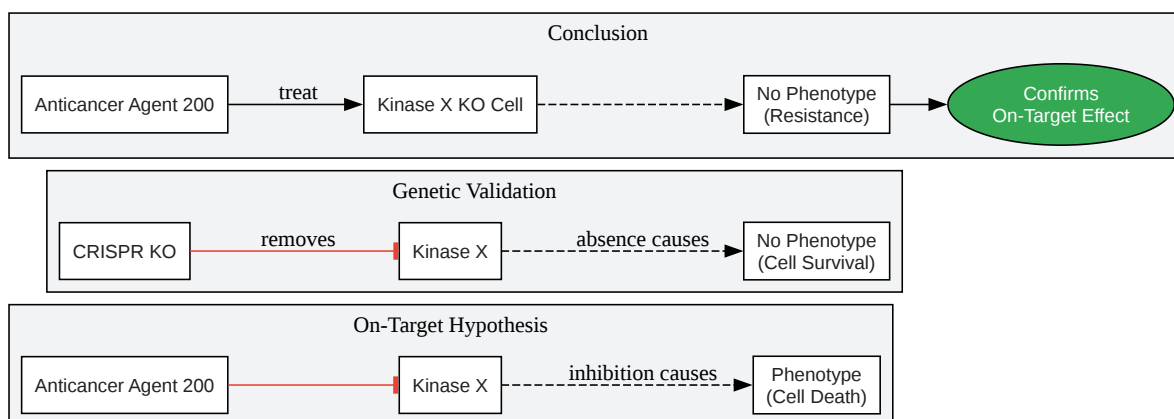 Conclusion
Anticancer Agent 200
treat
Kinase X KO Cell
No Phenotype
(Resistance)
Confirms
On-Target Effect
Genetic Validation
CRISPR KO
removes
Kinase X
absence causes
No Phenotype
(Cell Survival)
On-Target Hypothesis
Anticancer Agent 200
Kinase X
inhibition causes
Phenotype
(Cell Death)